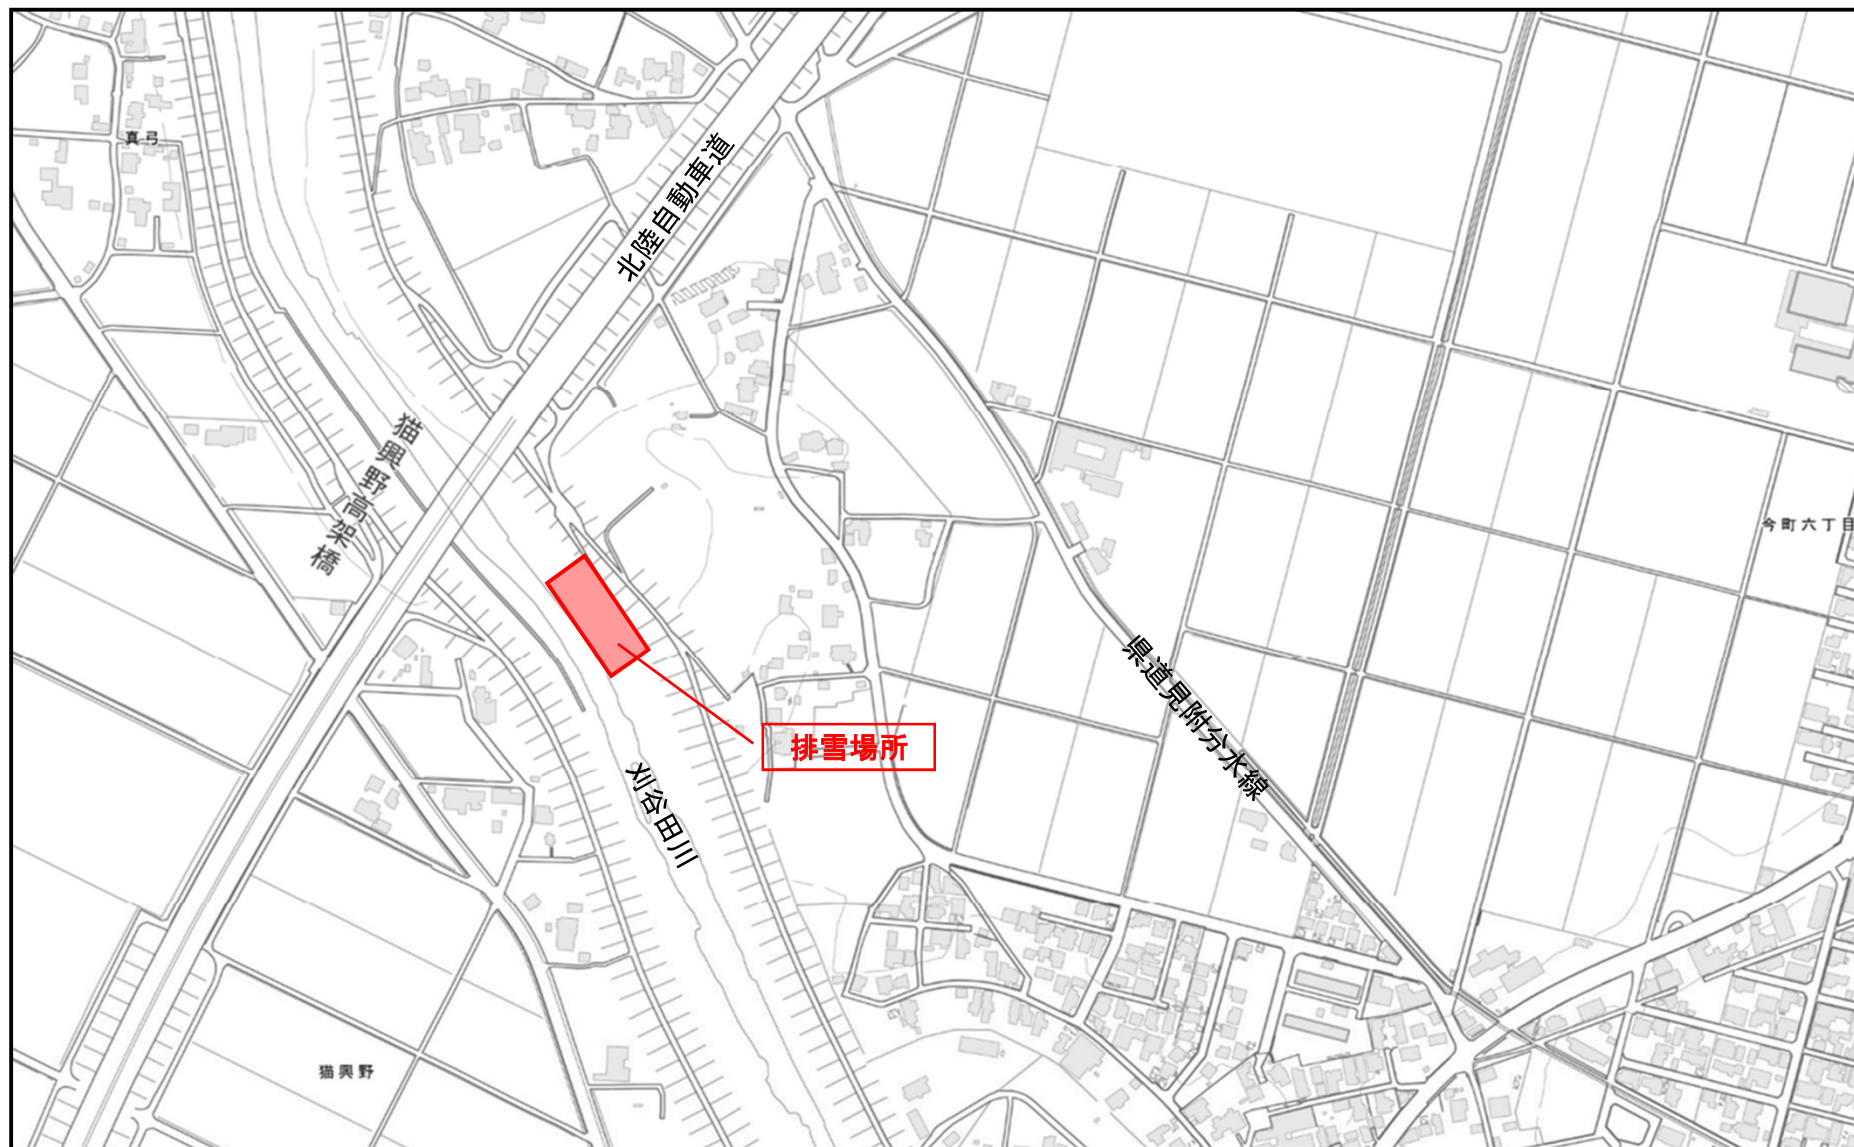 真弓
北陸自動車道
猫興野高架橋
今町六丁目
県道見附分水線
排雪場所
刈谷田川
猫興野